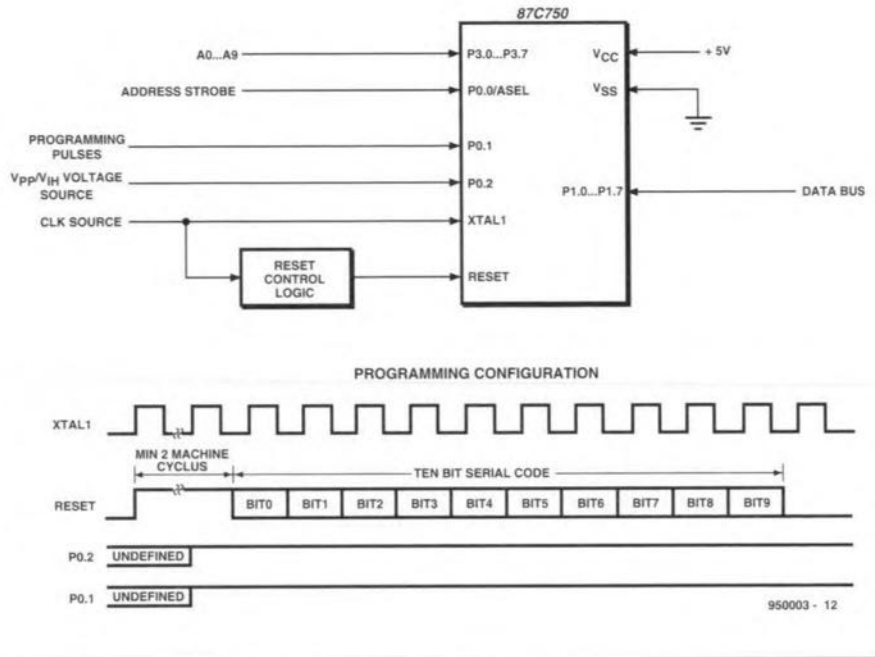 87C750
A0...A9
P3.0...P3.7
VCC
+ 5V
ADDRESS STROBE
P0.0/ASEL
VSS
PROGRAMMING
PULSES
P0.1
VPP/VIH VOLTAGE
SOURCE
P0.2
P1.0...P1.7
DATA BUS
CLK SOURCE
XTAL1
RESET
CONTROL
LOGIC
RESET
PROGRAMMING CONFIGURATION
XTAL1
MIN 2 MACHINE
CYCLUS
TEN BIT SERIAL CODE
RESET
BIT0 BIT1 BIT2 BIT3 BIT4 BIT5 BIT6 BIT7 BIT8 BIT9
P0.2 UNDEFINED
P0.1 UNDEFINED
950003 - 12